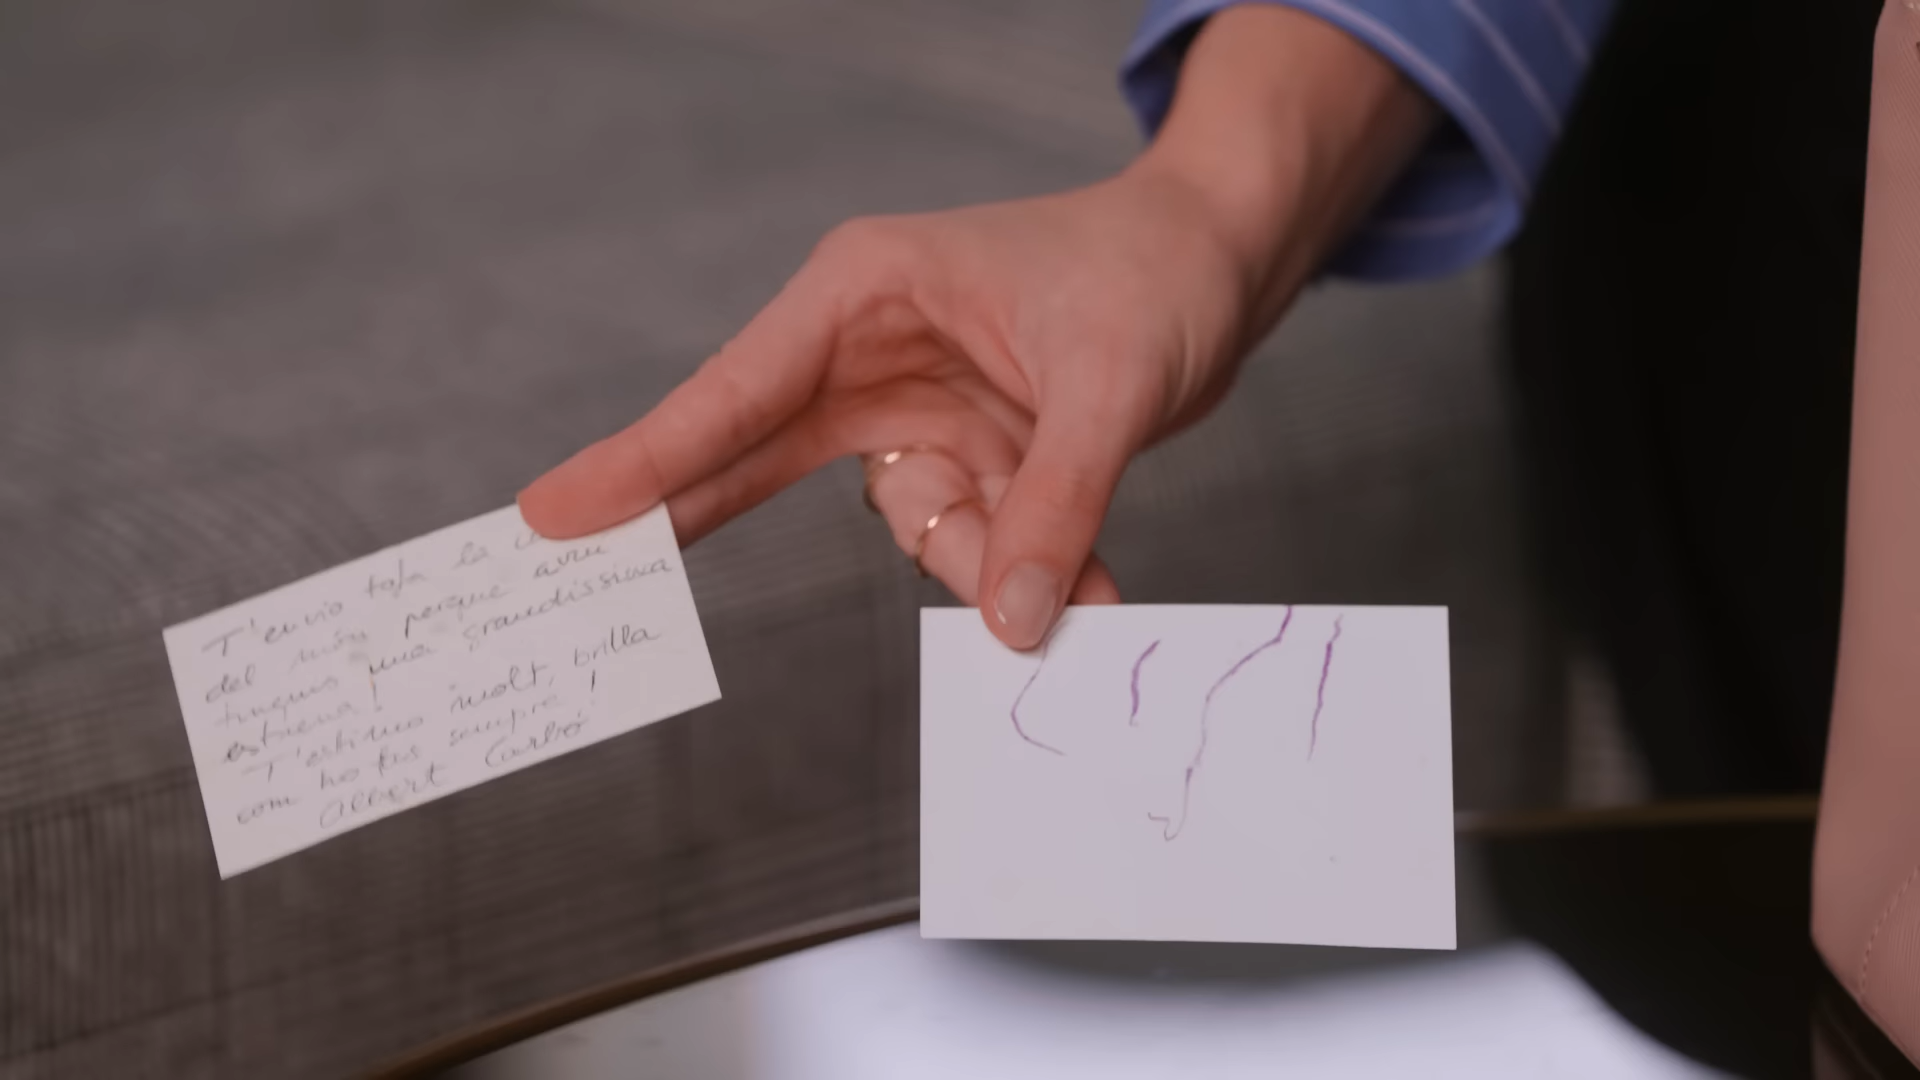 T'envio tota la
del món perquè avui
tinguis una grandíssima
estrena!
T'estimo molt, brilla
com ho fas sempre!
Albert Carbó